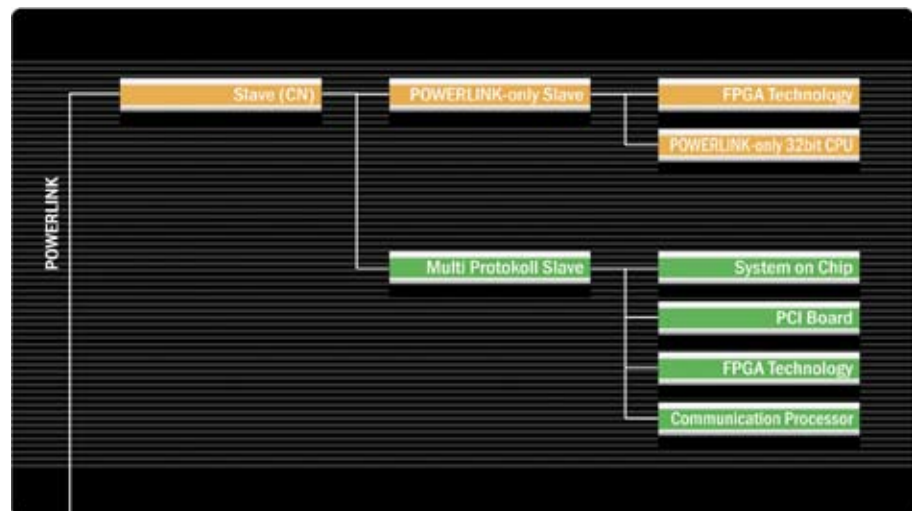 POWERLINK
Slave (CN)
POWERLINK-only Slave
FPGA Technology
POWERLINK-only 32bit CPU
Multi Protokoll Slave
System on Chip
PCI Board
FPGA Technology
Communication Processor